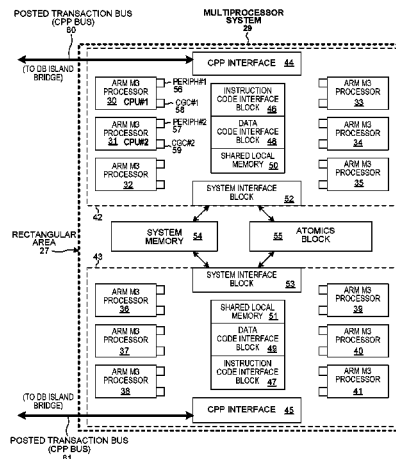 POSTED TRANSACTION BUS
(CPP BUS)
60
MULTIPROCESSOR
SYSTEM
29
(TO DB ISLAND
BRIDGE)
CPP INTERFACE 44
ARM M3
PROCESSOR
30 CPU#1
PERIPH#1
56
CGC#1
58
ARM M3
PROCESSOR
31 CPU#2
PERIPH#2
57
CGC#2
59
ARM M3
PROCESSOR
32
INSTRUCTION
CODE INTERFACE
BLOCK 46
DATA
CODE INTERFACE
BLOCK 48
SHARED LOCAL
MEMORY 50
ARM M3
PROCESSOR
33
ARM M3
PROCESSOR
34
ARM M3
PROCESSOR
35
SYSTEM INTERFACE
BLOCK 52
42
RECTANGULAR
AREA
27
SYSTEM
MEMORY 54
55 ATOMICS
BLOCK
43
SYSTEM INTERFACE
BLOCK 53
ARM M3
PROCESSOR
36
ARM M3
PROCESSOR
37
ARM M3
PROCESSOR
38
SHARED LOCAL
MEMORY 51
DATA
CODE INTERFACE
BLOCK 49
INSTRUCTION
CODE INTERFACE
BLOCK 47
ARM M3
PROCESSOR
39
ARM M3
PROCESSOR
40
ARM M3
PROCESSOR
41
(TO DB ISLAND
BRIDGE)
CPP INTERFACE 45
POSTED TRANSACTION BUS
(CPP BUS)
61